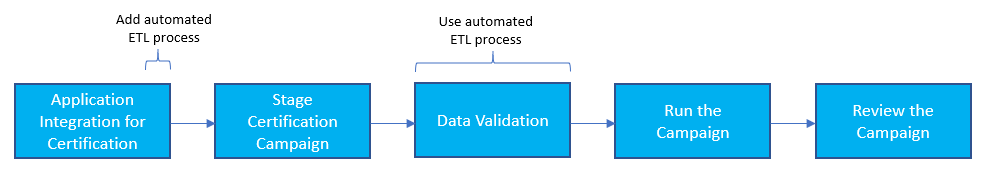 Add automated
ETL process
Use automated
ETL process
Application
Integration for
Certification
Stage
Certification
Campaign
Data Validation
Run the
Campaign
Review the
Campaign